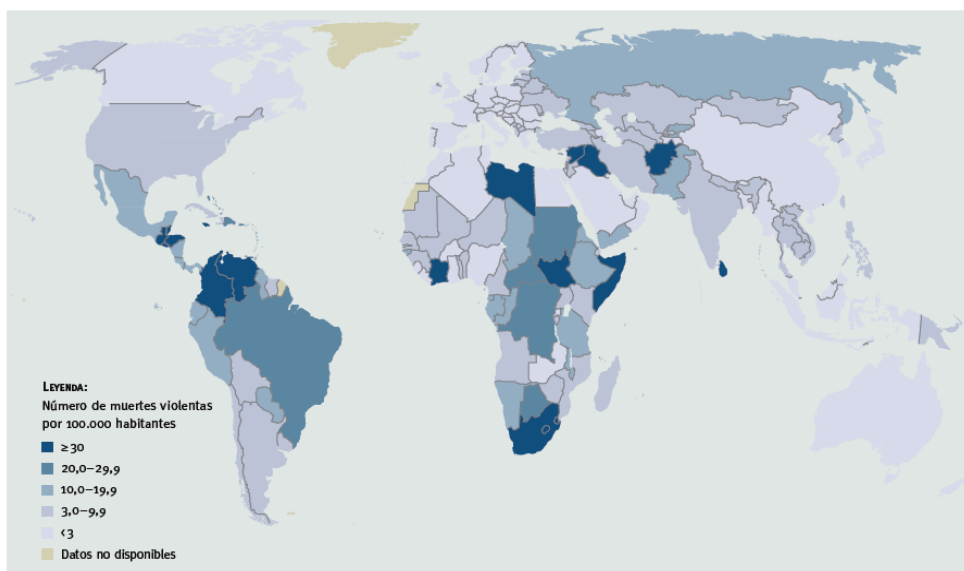 LEYENDA:
Número de muertes violentas
por 100.000 habitantes
≥30
20,0–29,9
10,0–19,9
3,0–9,9
<3
Datos no disponibles